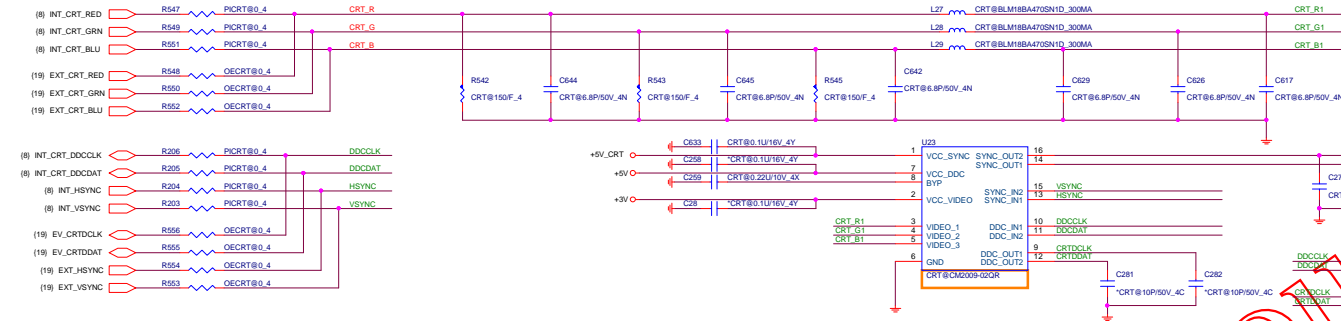 (8) INT_CRT_RED R547 PICRT@0_4 CRT_R L27 CRT@BLM18BA470SN1D_300MA CRT_R1
(8) INT_CRT_GRN R549 PICRT@0_4 CRT_G L28 CRT@BLM18BA470SN1D_300MA CRT_G1
(8) INT_CRT_BLU R551 PICRT@0_4 CRT_B L29 CRT@BLM18BA470SN1D_300MA CRT_B1
(19) EXT_CRT_RED R548 OECRT@0_4
(19) EXT_CRT_GRN R550 OECRT@0_4
(19) EXT_CRT_BLU R552 OECRT@0_4
R542 C644 R543 C645 R545 C642 C629 C626 C617
CRT@150/F_4 CRT@6.8P/50V_4N CRT@150/F_4 CRT@6.8P/50V_4N CRT@150/F_4 CRT@6.8P/50V_4N CRT@6.8P/50V_4N CRT@6.8P/50V_4N CRT@6.8P/50V_4N
(8) INT_CRT_DDCCLK R206 PICRT@0_4 DDCCLK
(8) INT_CRT_DDCDAT R205 PICRT@0_4 DDCDAT
(8) INT_HSYNC R204 PICRT@0_4 HSYNC
(8) INT_VSYNC R203 PICRT@0_4 VSYNC
(19) EV_CRTDCLK R556 OECRT@0_4
(19) EV_CRTDDAT R555 OECRT@0_4
(19) EXT_HSYNC R554 OECRT@0_4
(19) EXT_VSYNC R553 OECRT@0_4
C633 CRT@0.1U/16V_4Y
+5V_CRT
C258 *CRT@0.1U/16V_4Y
+5V
C259 CRT@0.22U/10V_4X
+3V
C28 *CRT@0.1U/16V_4Y
U23
1 VCC_SYNC SYNC_OUT2 16
SYNC_OUT1 14
7 VCC_DDC
8 BYP
SYNC_IN2 15 VSYNC
2 VCC_VIDEO SYNC_IN1 13 HSYNC
CRT_R1 3 VIDEO_1 DDC_IN1 10 DDCCLK
CRT_G1 4 VIDEO_2 DDC_IN2 11 DDCDAT
CRT_B1 5 VIDEO_3
DDC_OUT1 9 CRTDCLK
6 GND DDC_OUT2 12 CRTDDAT
CRT@CM2009-02QR
C281 C282
*CRT@10P/50V_4C *CRT@10P/50V_4C
C27
CRT
DDCCLK
DDCDAT
CRTDCLK
CRTDDAT